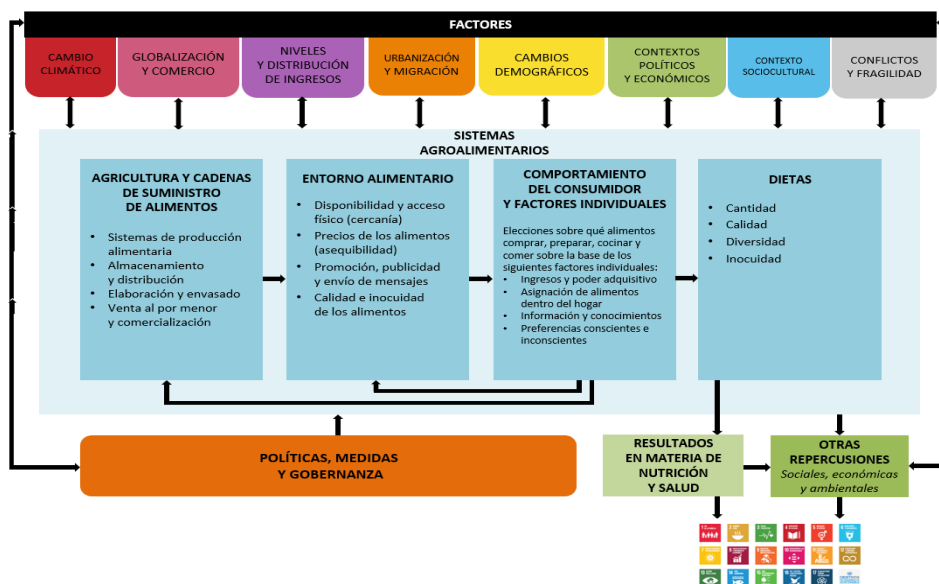 FACTORES
CAMBIO
CLIMÁTICO
GLOBALIZACIÓN
Y COMERCIO
NIVELES
Y DISTRIBUCIÓN
DE INGRESOS
URBANIZACIÓN
Y MIGRACIÓN
CAMBIOS
DEMOGRÁFICOS
CONTEXTOS
POLÍTICOS
Y ECONÓMICOS
CONTEXTO
SOCIOCULTURAL
CONFLICTOS
Y FRAGILIDAD
SISTEMAS
AGROALIMENTARIOS
AGRICULTURA Y CADENAS
DE SUMINISTRO
DE ALIMENTOS
• Sistemas de producción
alimentaria
• Almacenamiento
y distribución
• Elaboración y envasado
• Venta al por menor
y comercialización
ENTORNO ALIMENTARIO
• Disponibilidad y acceso
físico (cercanía)
• Precios de los alimentos
(asequibilidad)
• Promoción, publicidad
y envío de mensajes
• Calidad e inocuidad
de los alimentos
COMPORTAMIENTO
DEL CONSUMIDOR
Y FACTORES INDIVIDUALES
Elecciones sobre qué alimentos
comprar, preparar, cocinar y
comer sobre la base de los
siguientes factores individuales:
• Ingresos y poder adquisitivo
• Asignación de alimentos
dentro del hogar
• Información y conocimientos
• Preferencias conscientes e
inconscientes
DIETAS
• Cantidad
• Calidad
• Diversidad
• Inocuidad
POLÍTICAS, MEDIDAS
Y GOBERNANZA
RESULTADOS
EN MATERIA DE
NUTRICIÓN
Y SALUD
OTRAS
REPERCUSIONES
Sociales, económicas
y ambientales